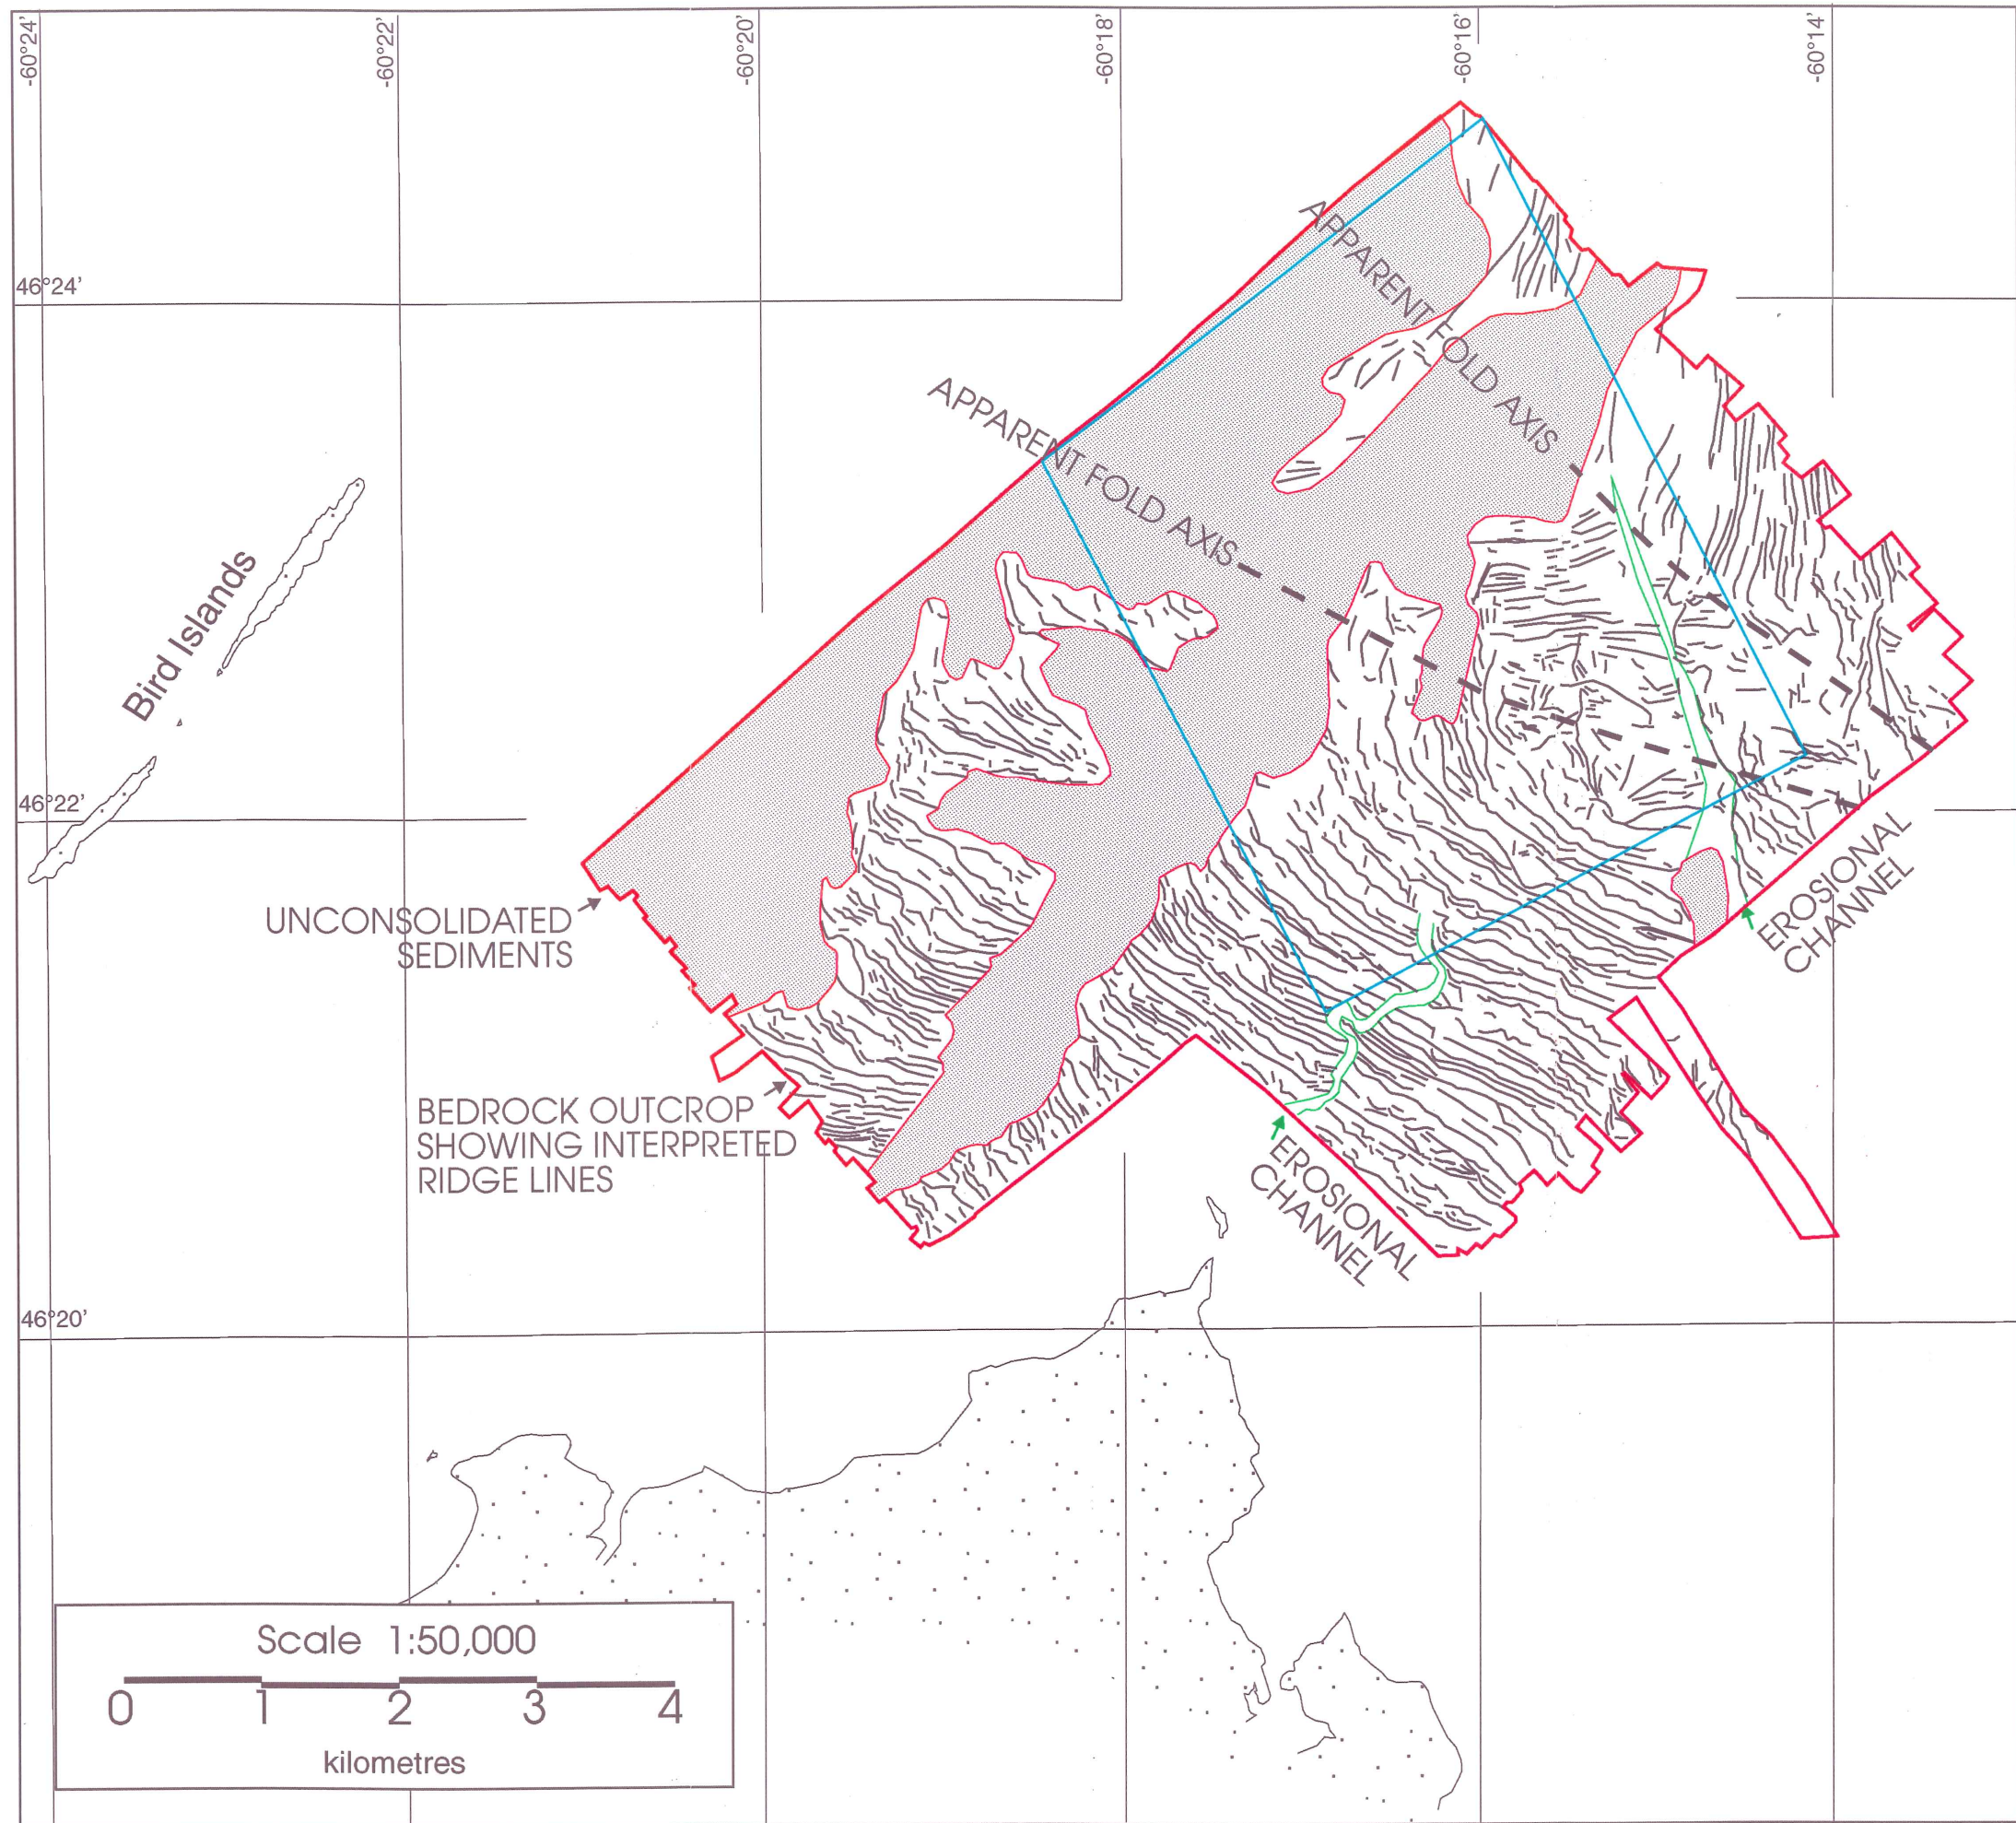 -60°24'
-60°22'
-60°20'
-60°18'
-60°16'
-60°14'
46°24'
APPARENT FOLD AXIS
APPARENT FOLD AXIS
Bird Islands
46°22'
UNCONSOLIDATED
SEDIMENTS
EROSIONAL
CHANNEL
BEDROCK OUTCROP
SHOWING INTERPRETED
RIDGE LINES
EROSIONAL
CHANNEL
46°20'
Scale 1:50,000
0 1 2 3 4
kilometres